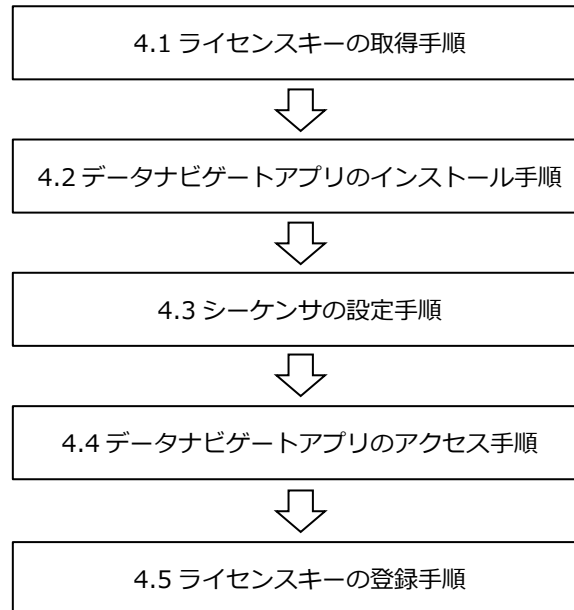 4.1 ライセンスキーの取得手順
4.2 データナビゲートアプリのインストール手順
4.3 シーケンサの設定手順
4.4 データナビゲートアプリのアクセス手順
4.5 ライセンスキーの登録手順